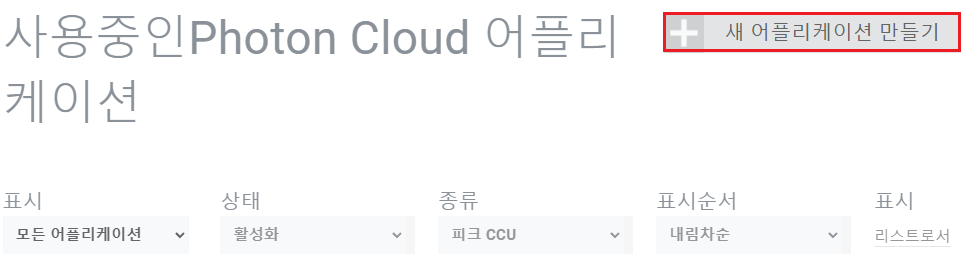 사용중인Photon Cloud 어플리
케이션
새 어플리케이션 만들기
표시 상태 종류 표시순서 표시
모든 어플리케이션 활성화 피크 CCU 내림차순 리스트로서